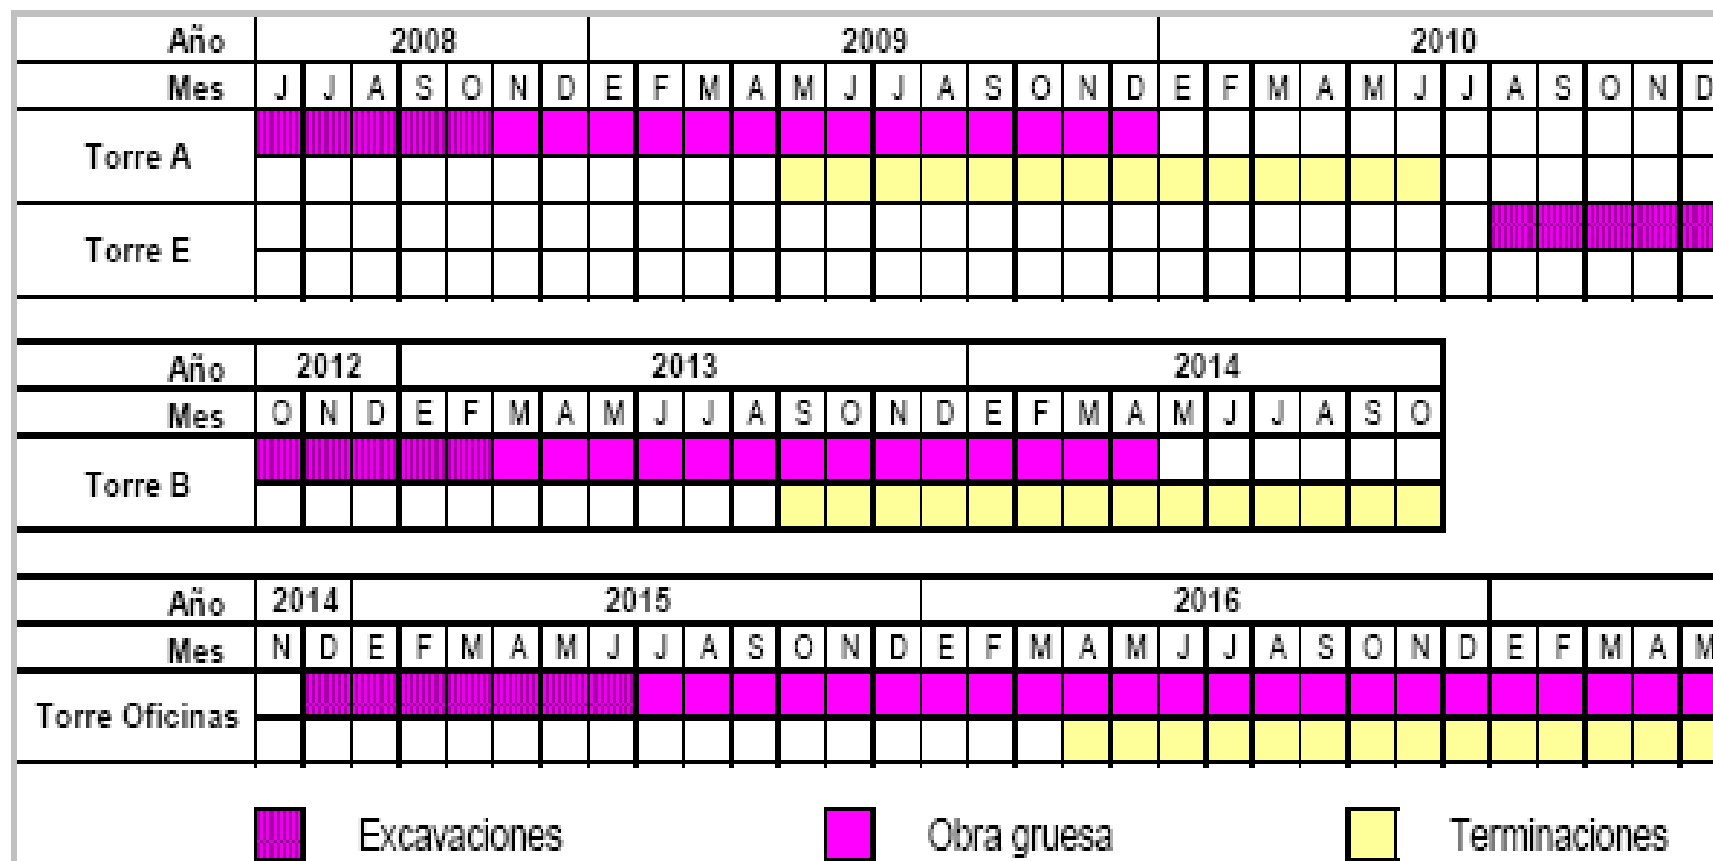 Año 2008 2009 2010
Mes J J A S O N D E F M A M J J A S O N D E F M A M J J A S O N D
Torre A
Torre E
Año 2012 2013 2014
Mes O N D E F M A M J J A S O N D E F M A M J J A S O
Torre B
Año 2014 2015 2016
Mes N D E F M A M J J A S O N D E F M A M J J A S O N D E F M A M
Torre Oficinas
Excavaciones Obra gruesa Terminaciones